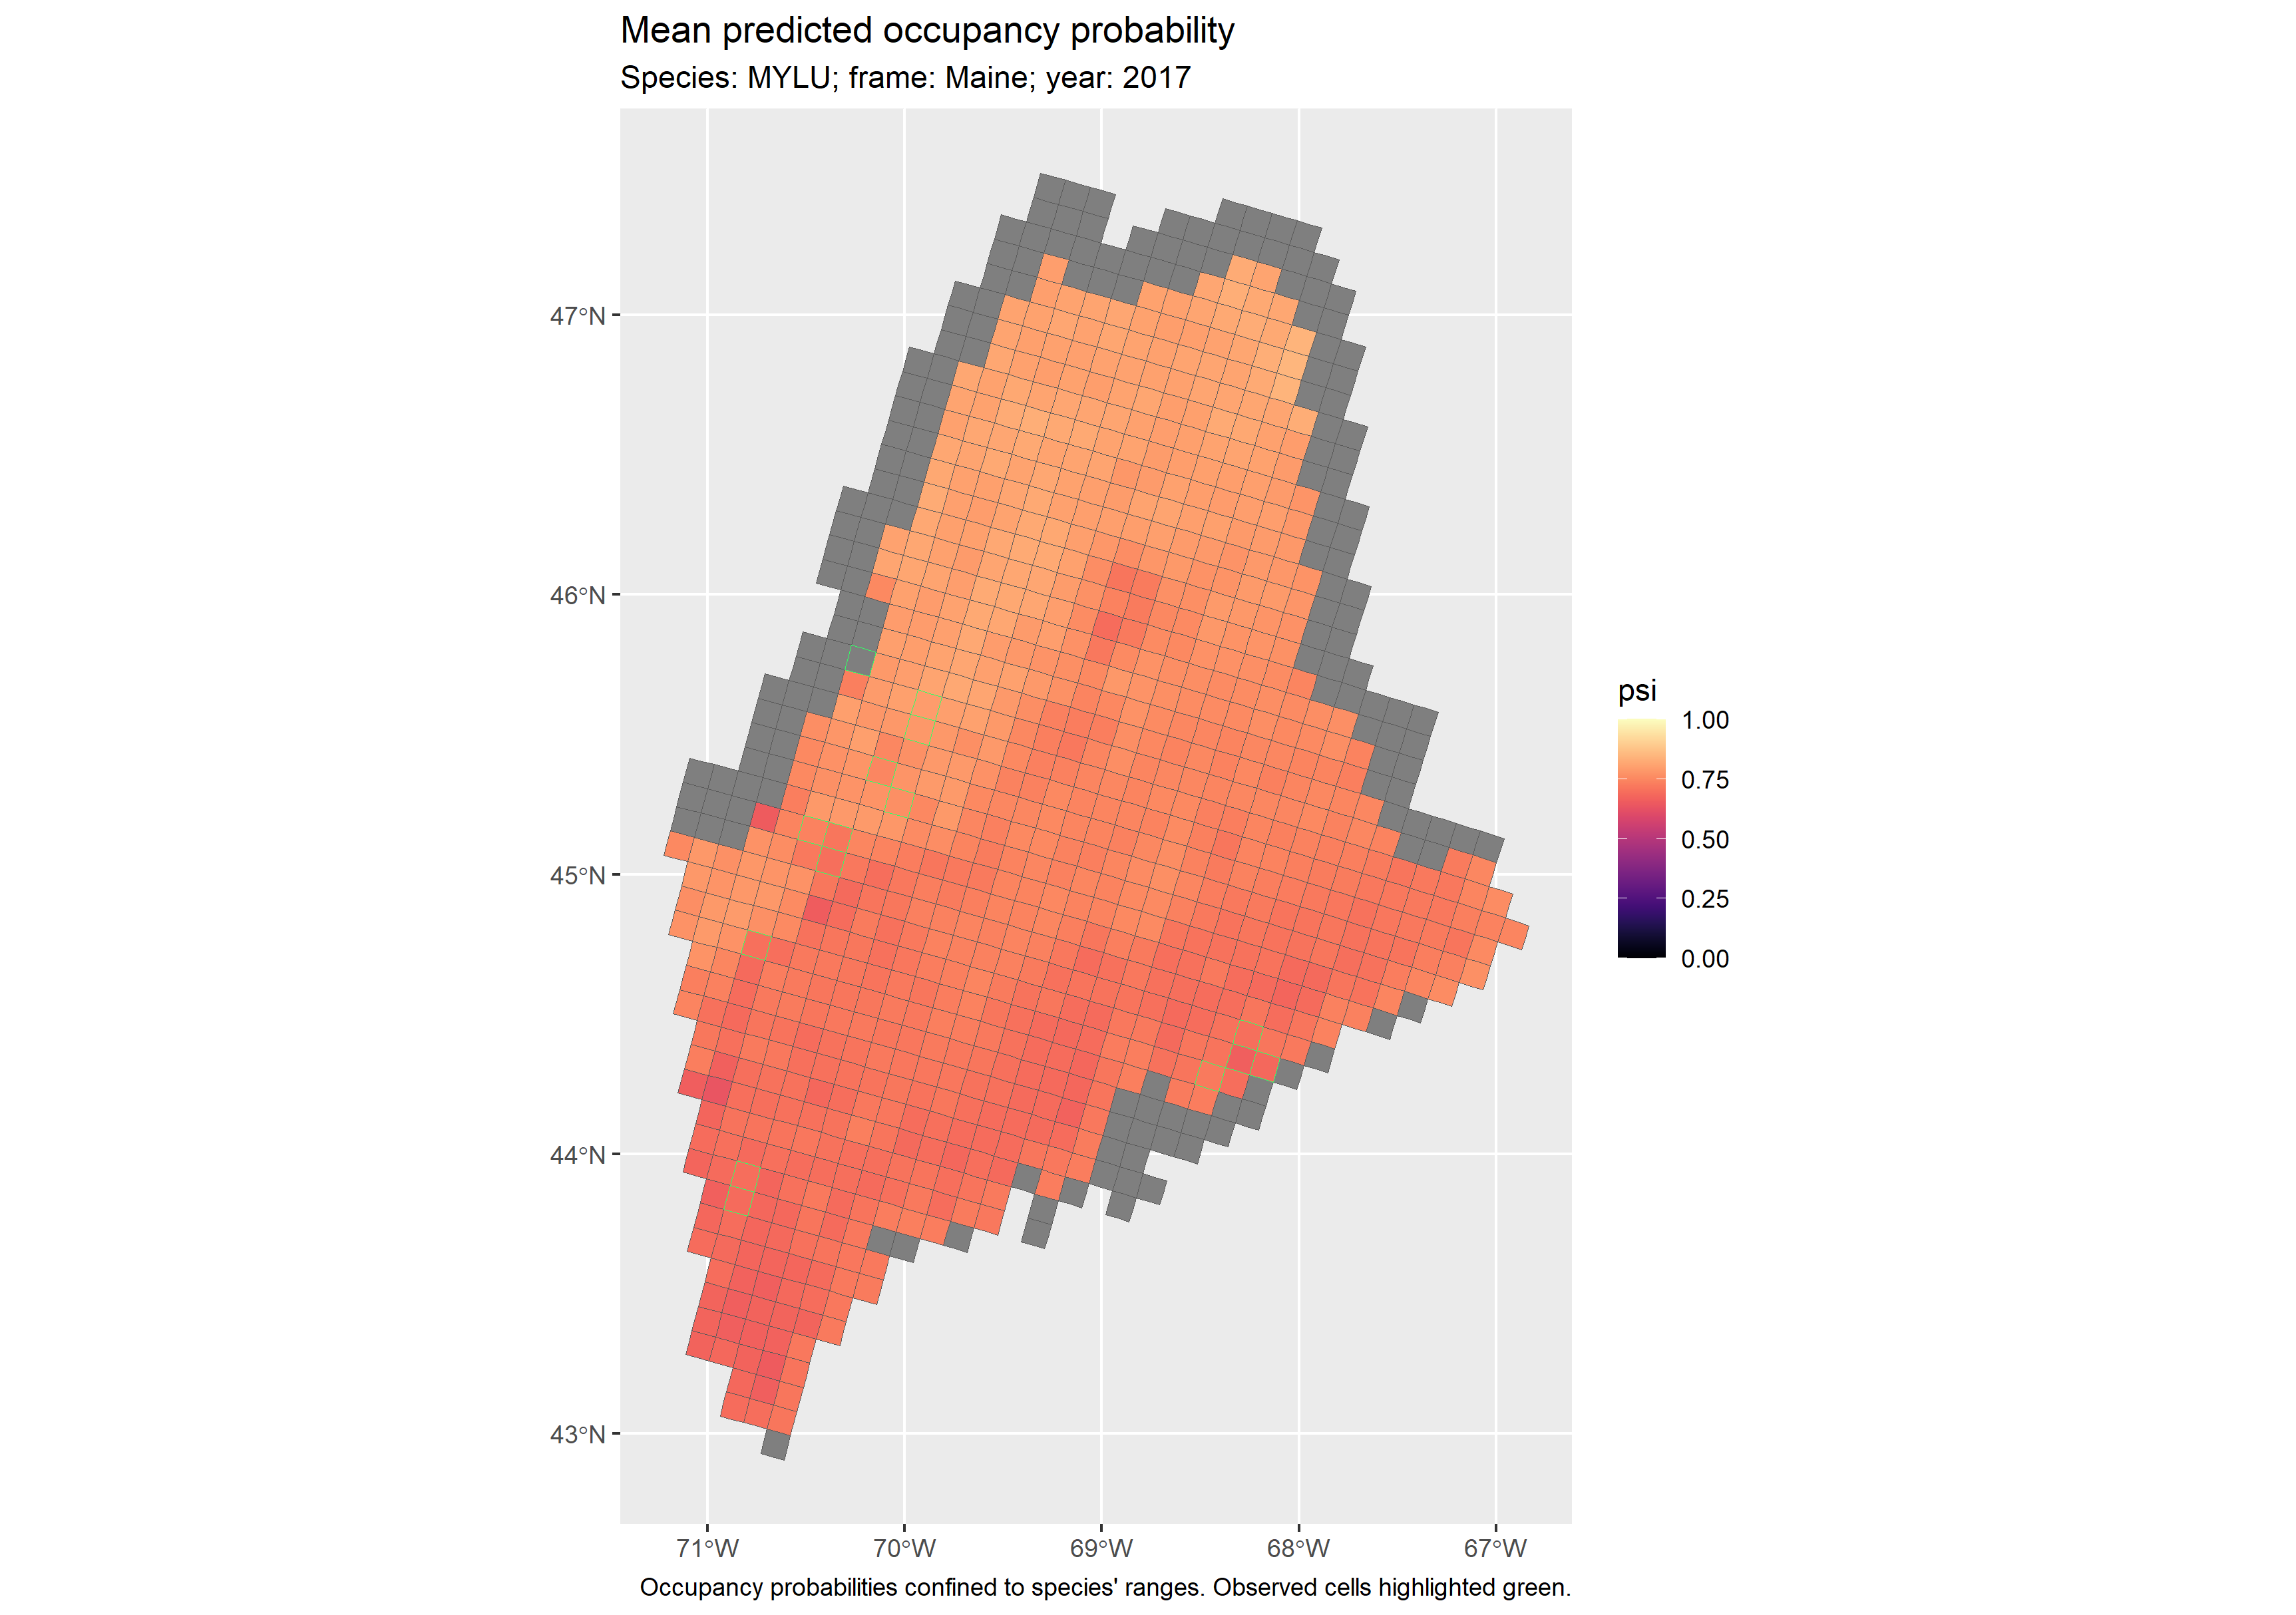 Mean predicted occupancy probability
Species: MYLU; frame: Maine; year: 2017
47°N
46°N
45°N
44°N
43°N
71°W
70°W
69°W
68°W
67°W
psi
1.00
0.75
0.50
0.25
0.00
Occupancy probabilities confined to species' ranges. Observed cells highlighted green.